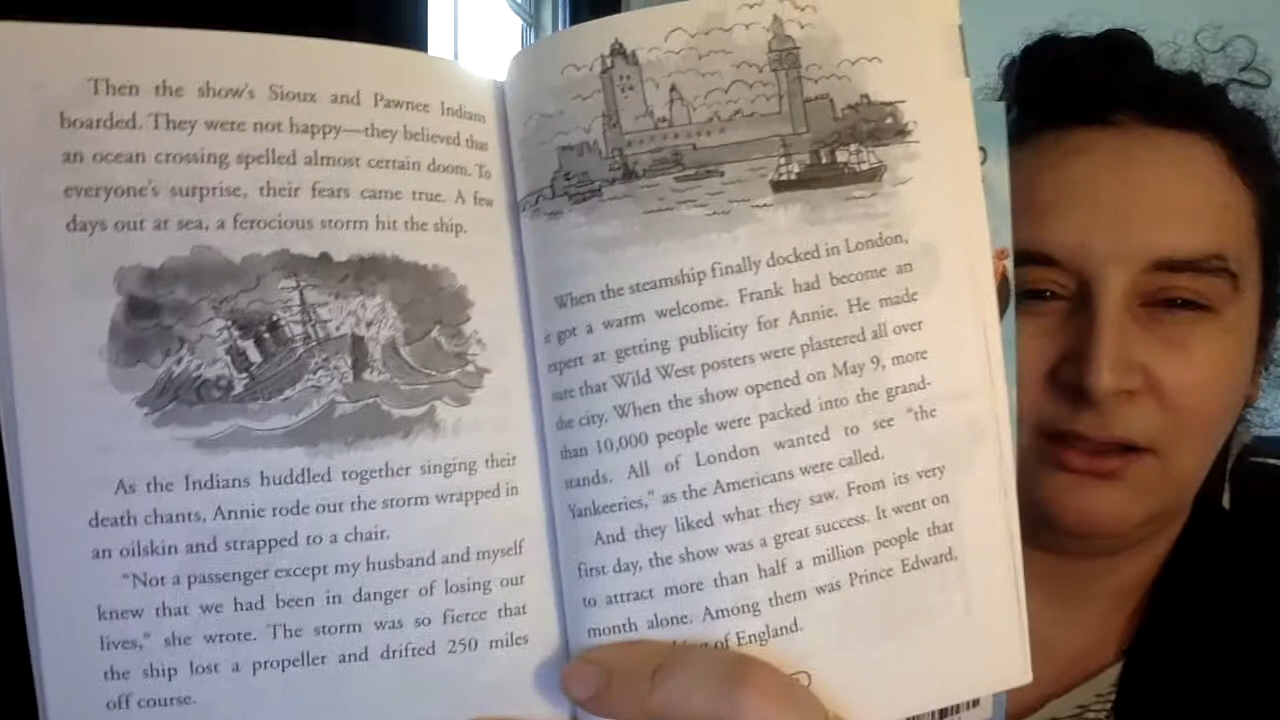 Then the show's Sioux and Pawnee Indians
boarded. They were not happy—they believed that
an ocean crossing spelled almost certain doom. To
everyone's surprise, their fears came true. A few
days out at sea, a ferocious storm hit the ship.
As the Indians huddled together singing their
death chants, Annie rode out the storm wrapped in
an oilskin and strapped to a chair.
"Not a passenger except my husband and myself
knew that we had been in danger of losing our
lives," she wrote. The storm was so fierce that
the ship lost a propeller and drifted 250 miles
off course.
When the steamship finally docked in London,
it got a warm welcome. Frank had become an
expert at getting publicity for Annie. He made
sure that Wild West posters were plastered all over
the city. When the show opened on May 9, more
than 10,000 people were packed into the grand-
stands. All of London wanted to see "the
Yankeeries," as the Americans were called.
And they liked what they saw. From its very
first day, the show was a great success. It went on
to attract more than half a million people that
month alone. Among them was Prince Edward,
of England.